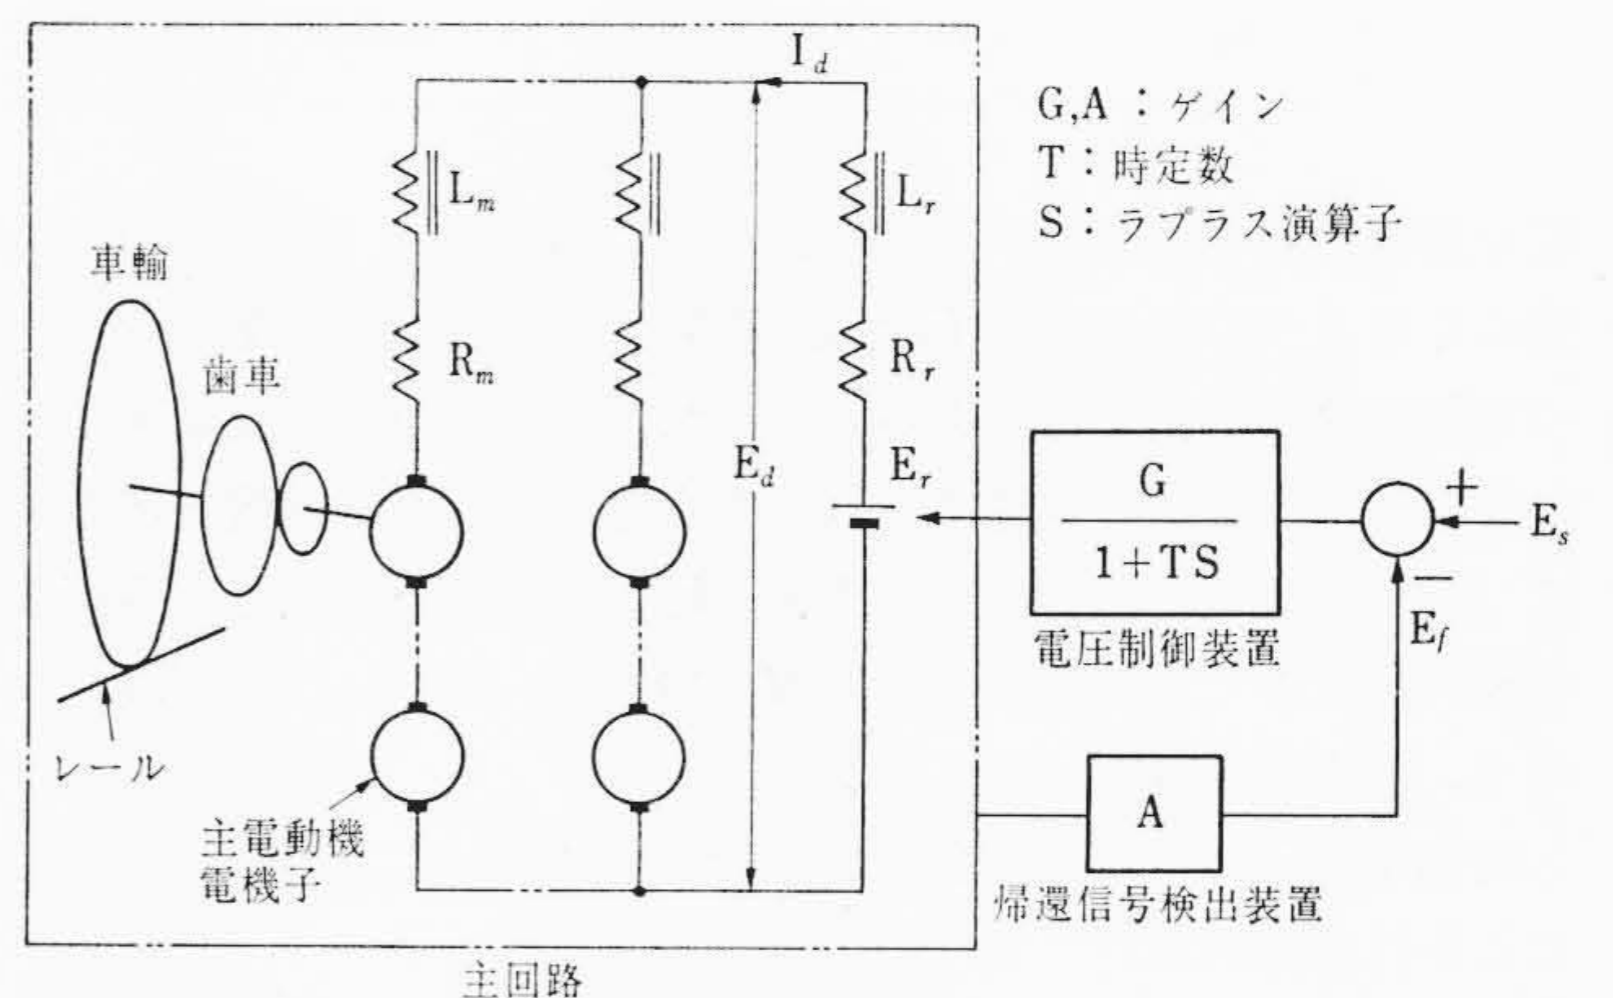 I_d
G,A：ゲイン
T：時定数
S：ラプラス演算子
L_m
L_r
車輪
歯車
R_m
R_r
E_d
E_r
G
1+TS
+
E_s
−
E_f
電圧制御装置
レール
主電動機
電機子
A
帰還信号検出装置
主回路